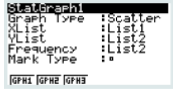 StatGraph1
Graph Type :Scatter
XList :List1
YList :List2
Frequency :List2
Mark Type :▫
GPH1 GPH2 GPH3